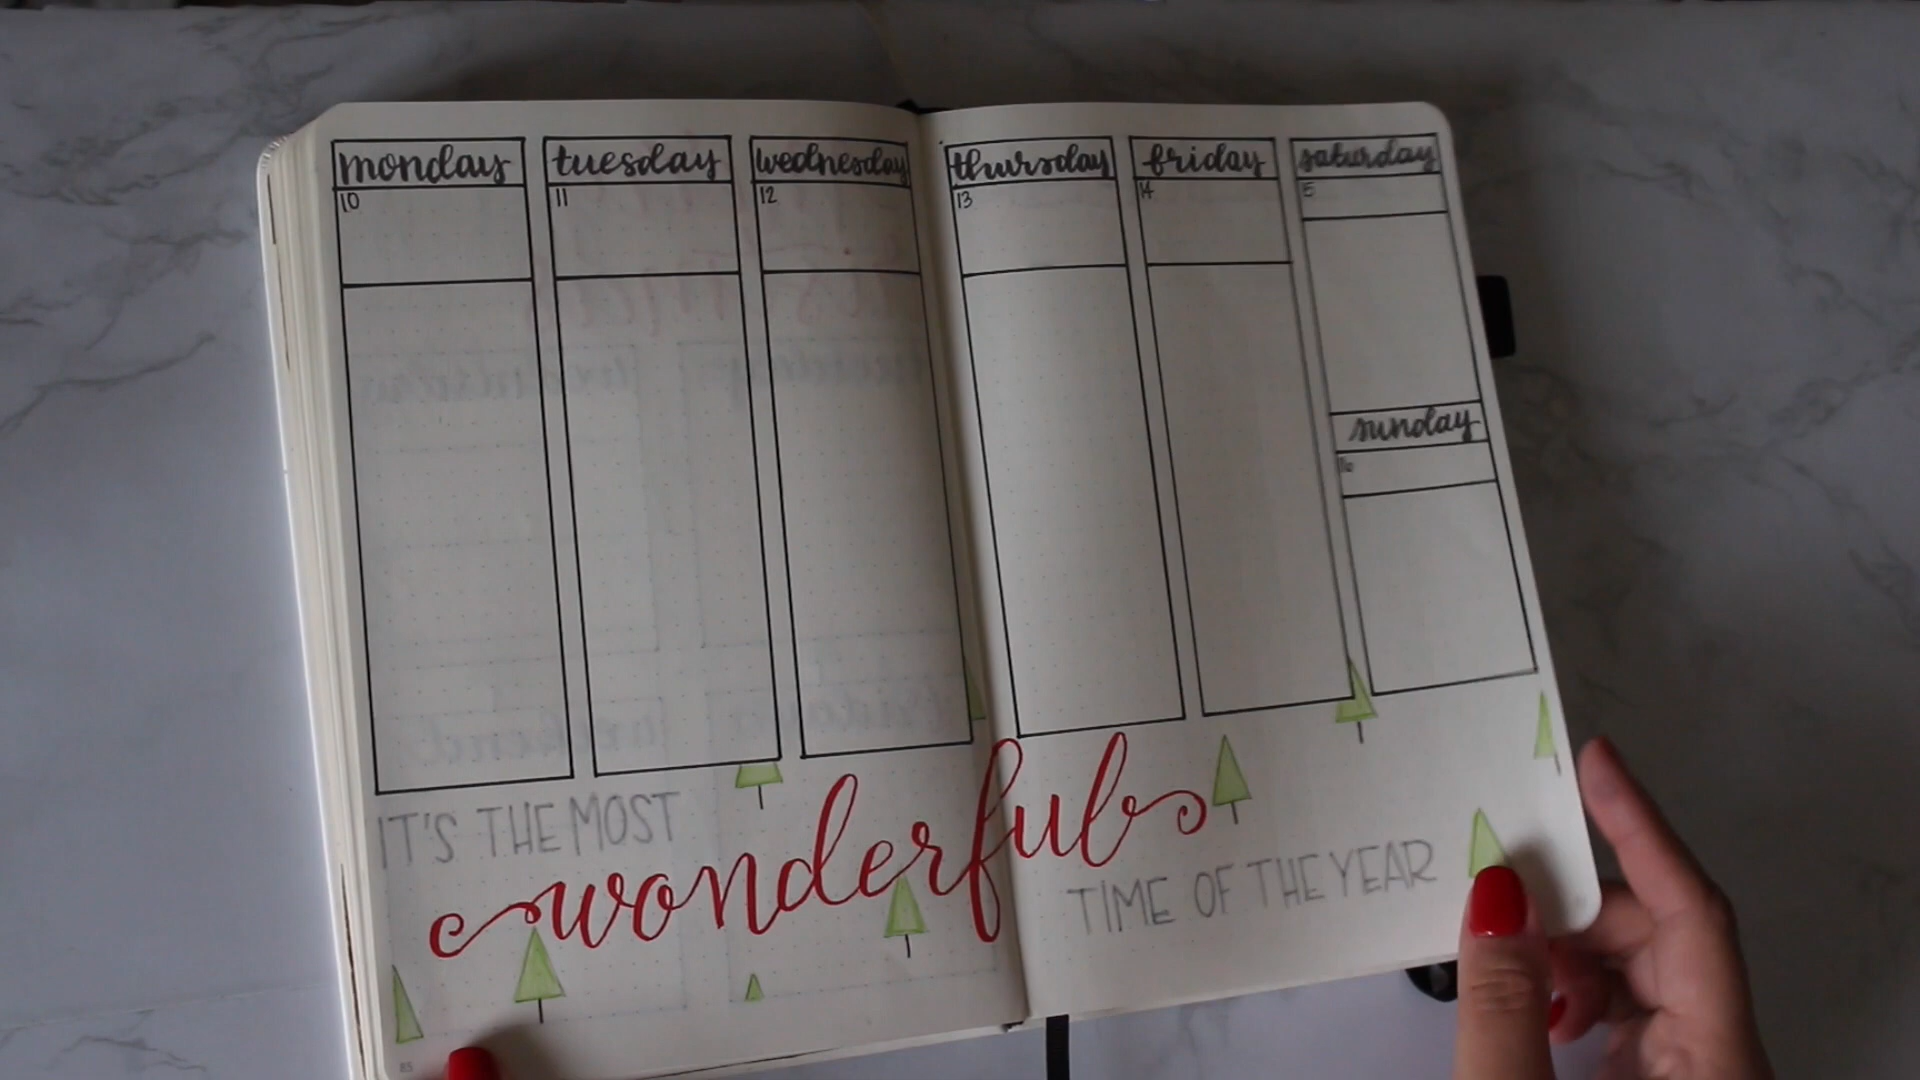 monday tuesday wednesday thursday friday saturday
10 11 12 13 14 15
sunday
16
IT'S THE MOST
wonderful
TIME OF THE YEAR
85